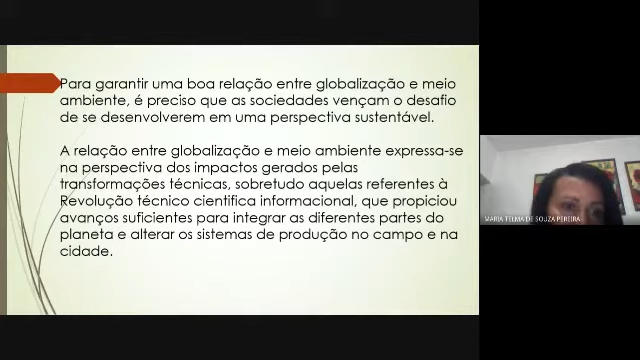 Para garantir uma boa relação entre globalização e meio
ambiente, é preciso que as sociedades vençam o desafio
de se desenvolverem em uma perspectiva sustentável.
A relação entre globalização e meio ambiente expressa-se
na perspectiva dos impactos gerados pelas
transformações técnicas, sobretudo aquelas referentes à
Revolução técnico cientifica informacional, que propiciou
avanços suficientes para integrar as diferentes partes do
planeta e alterar os sistemas de produção no campo e na
cidade.
MARIA TELMA DE SOUZA PEREIRA